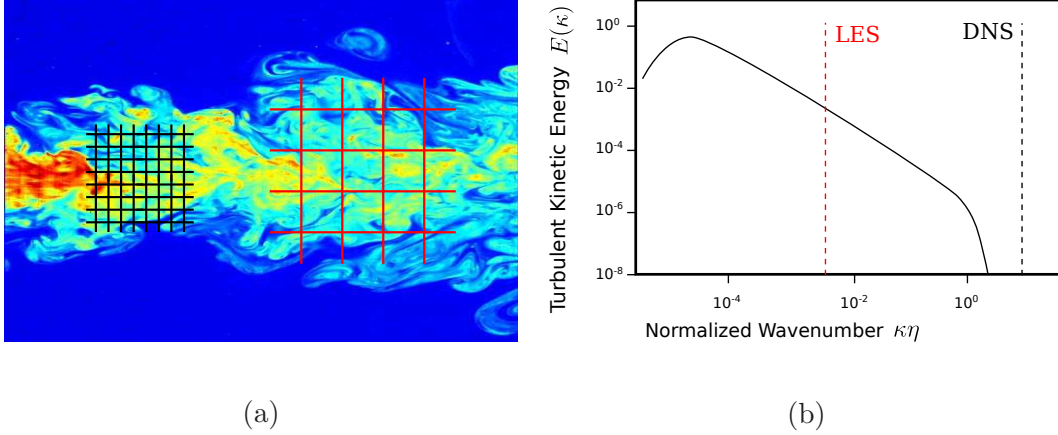 Turbulent Kinetic Energy E(κ)
10⁰
10⁻²
10⁻⁴
10⁻⁶
10⁻⁸
LES
DNS
10⁻⁴
10⁻²
10⁰
Normalized Wavenumber κη
(a)
(b)